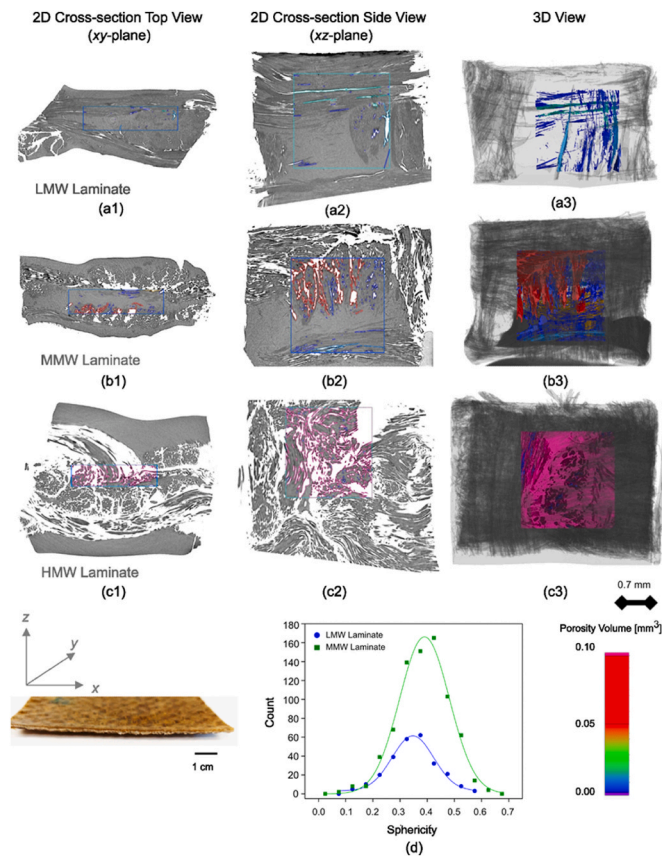 2D Cross-section Top View
(xy-plane)
2D Cross-section Side View
(xz-plane)
3D View
LMW Laminate
(a1)
(a2)
(a3)
MMW Laminate
(b1)
(b2)
(b3)
HMW Laminate
(c1)
(c2)
(c3)
0.7 mm
z
y
x
1 cm
180
160
140
120
100
80
60
40
20
0
Count
LMW Laminate
MMW Laminate
0.0 0.1 0.2 0.3 0.4 0.5 0.6 0.7
Sphericity
(d)
Porosity Volume [mm³]
0.10
0.05
0.00